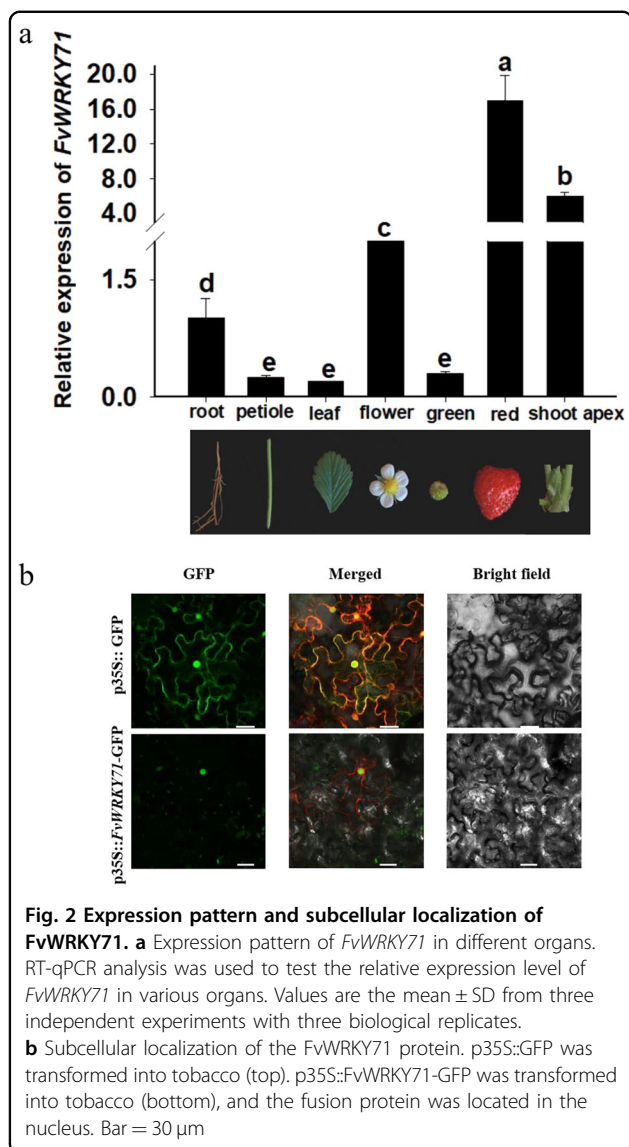 a
Relative expression of FvWRKY71
20.0
16.0
12.0
8.0
4.0
1.5
0.0
a
b
c
d
e
e
e
root petiole leaf flower green red shoot apex
b
GFP Merged Bright field
p35S:: GFP
p35S::FvWRKY71-GFP
Fig. 2 Expression pattern and subcellular localization of
FvWRKY71. a Expression pattern of FvWRKY71 in different organs.
RT-qPCR analysis was used to test the relative expression level of
FvWRKY71 in various organs. Values are the mean ± SD from three
independent experiments with three biological replicates.
b Subcellular localization of the FvWRKY71 protein. p35S::GFP was
transformed into tobacco (top). p35S::FvWRKY71-GFP was transformed
into tobacco (bottom), and the fusion protein was located in the
nucleus. Bar = 30 μm